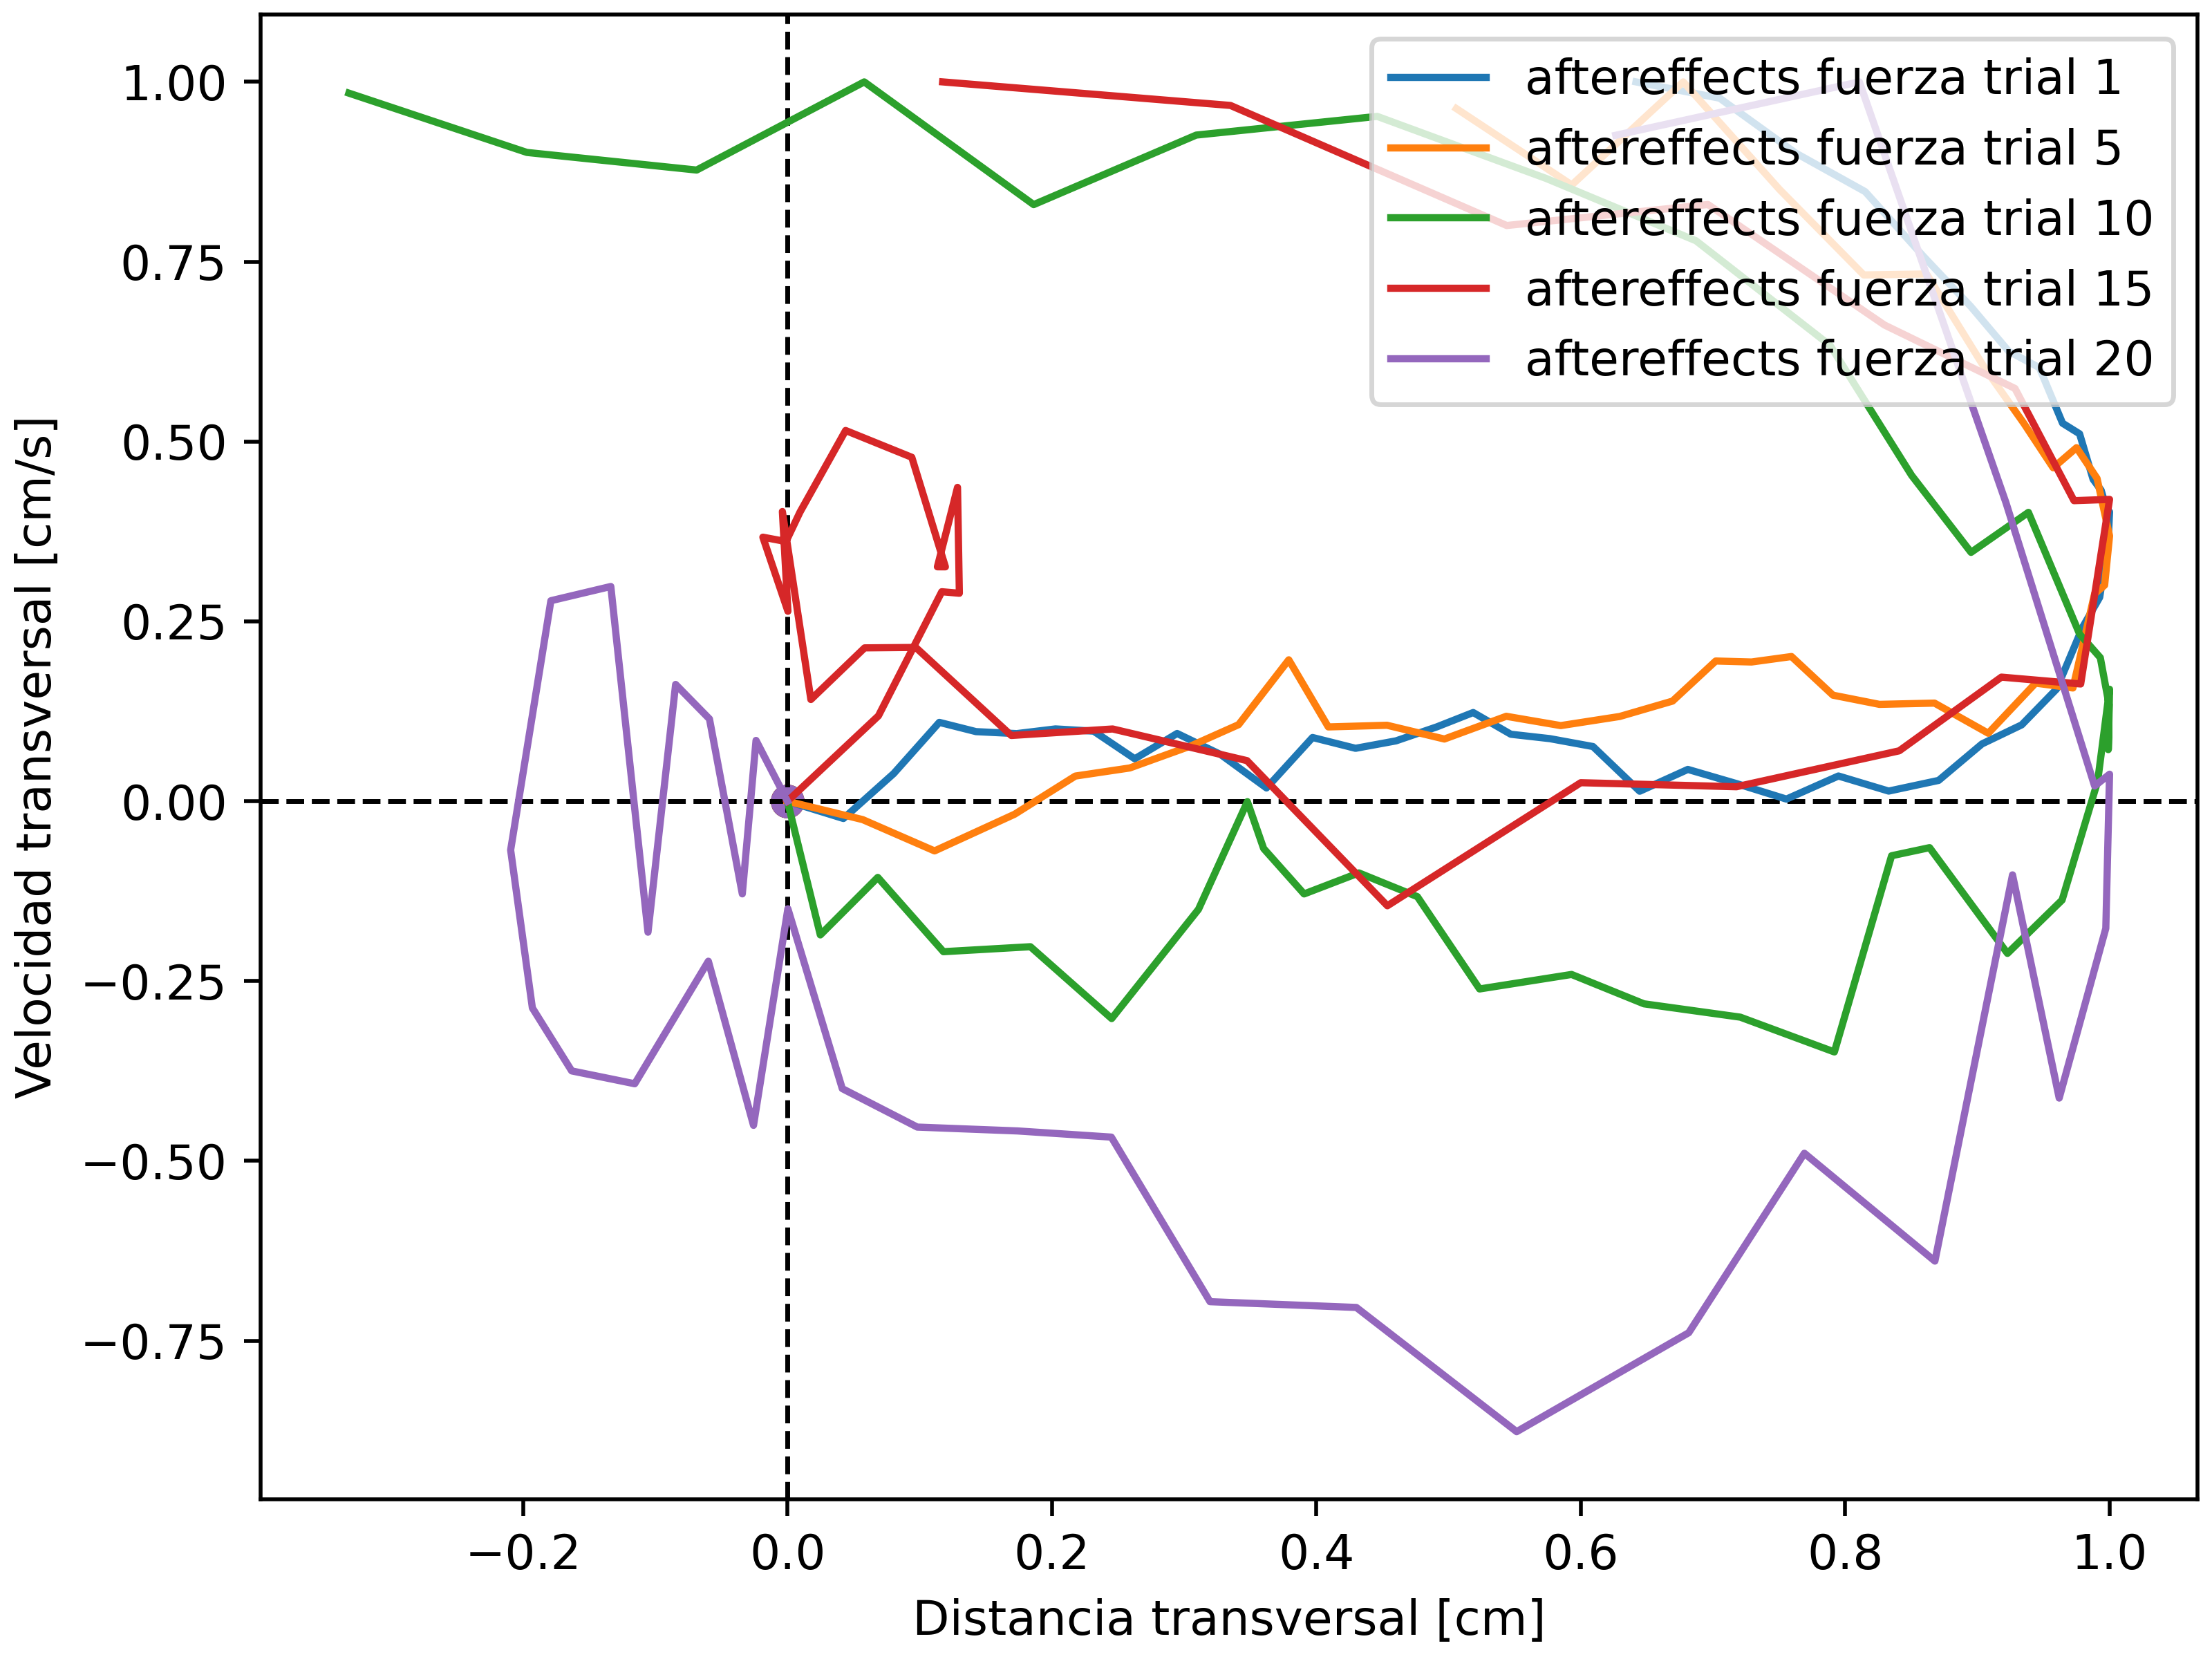 aftereffects fuerza trial 1
aftereffects fuerza trial 5
aftereffects fuerza trial 10
aftereffects fuerza trial 15
aftereffects fuerza trial 20
1.00
0.75
0.50
0.25
0.00
−0.25
−0.50
−0.75
Velocidad transversal [cm/s]
−0.2 0.0 0.2 0.4 0.6 0.8 1.0
Distancia transversal [cm]